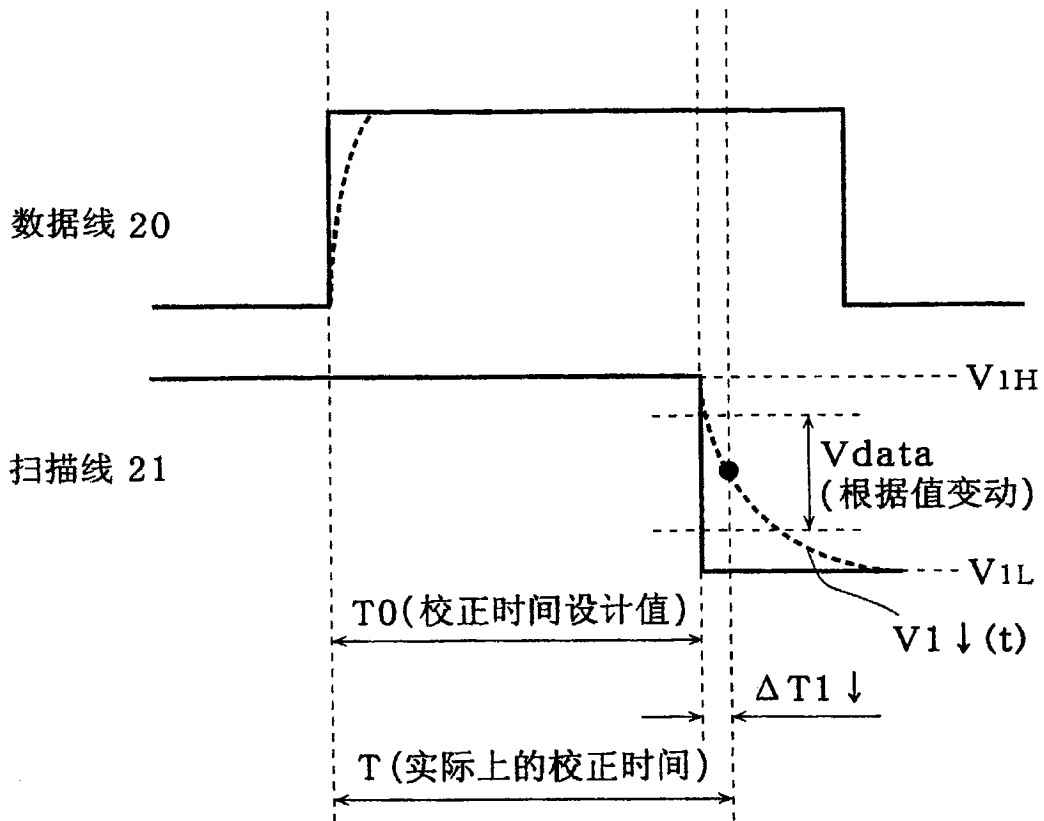 数据线 20
V1H
扫描线 21
Vdata
(根据值变动)
V1L
T0(校正时间设计值)
V1↓(t)
ΔT1↓
T(实际上的校正时间)